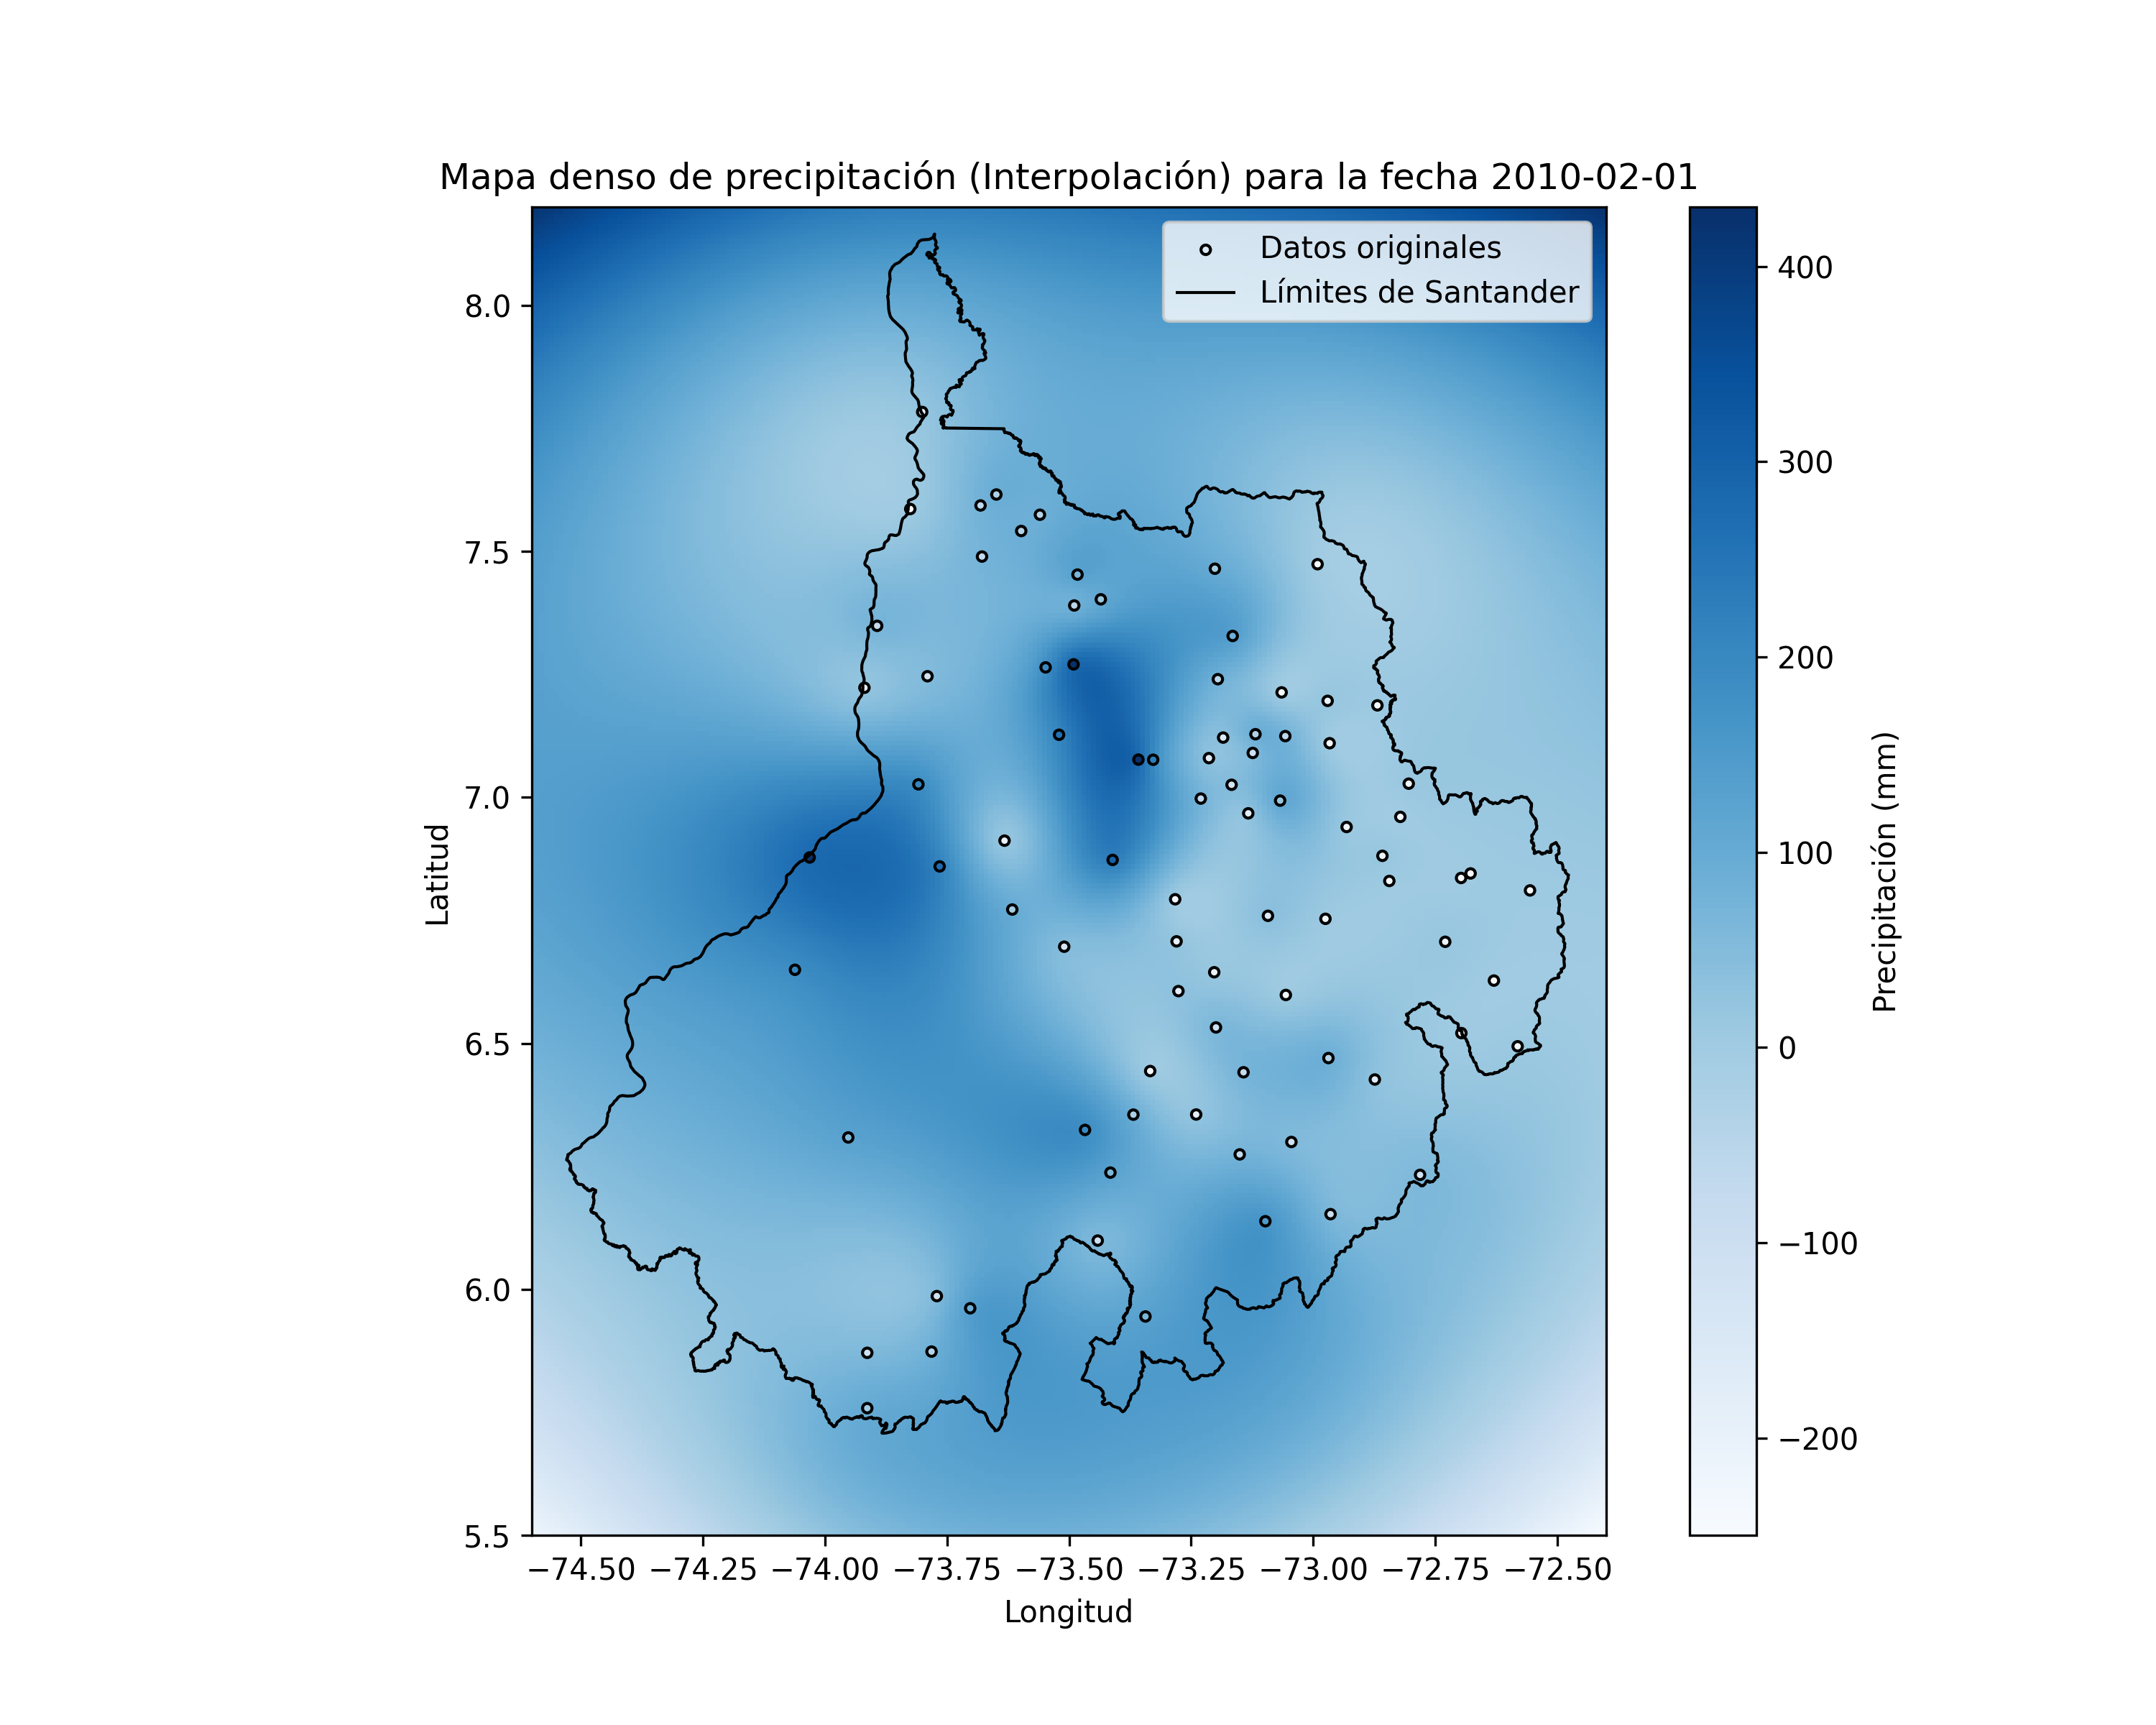 Mapa denso de precipitación (Interpolación) para la fecha 2010-02-01
Datos originales
Límites de Santander
8.0
7.5
7.0
6.5
6.0
5.5
Latitud
−74.50 −74.25 −74.00 −73.75 −73.50 −73.25 −73.00 −72.75 −72.50
Longitud
400
300
200
100
0
−100
−200
Precipitación (mm)